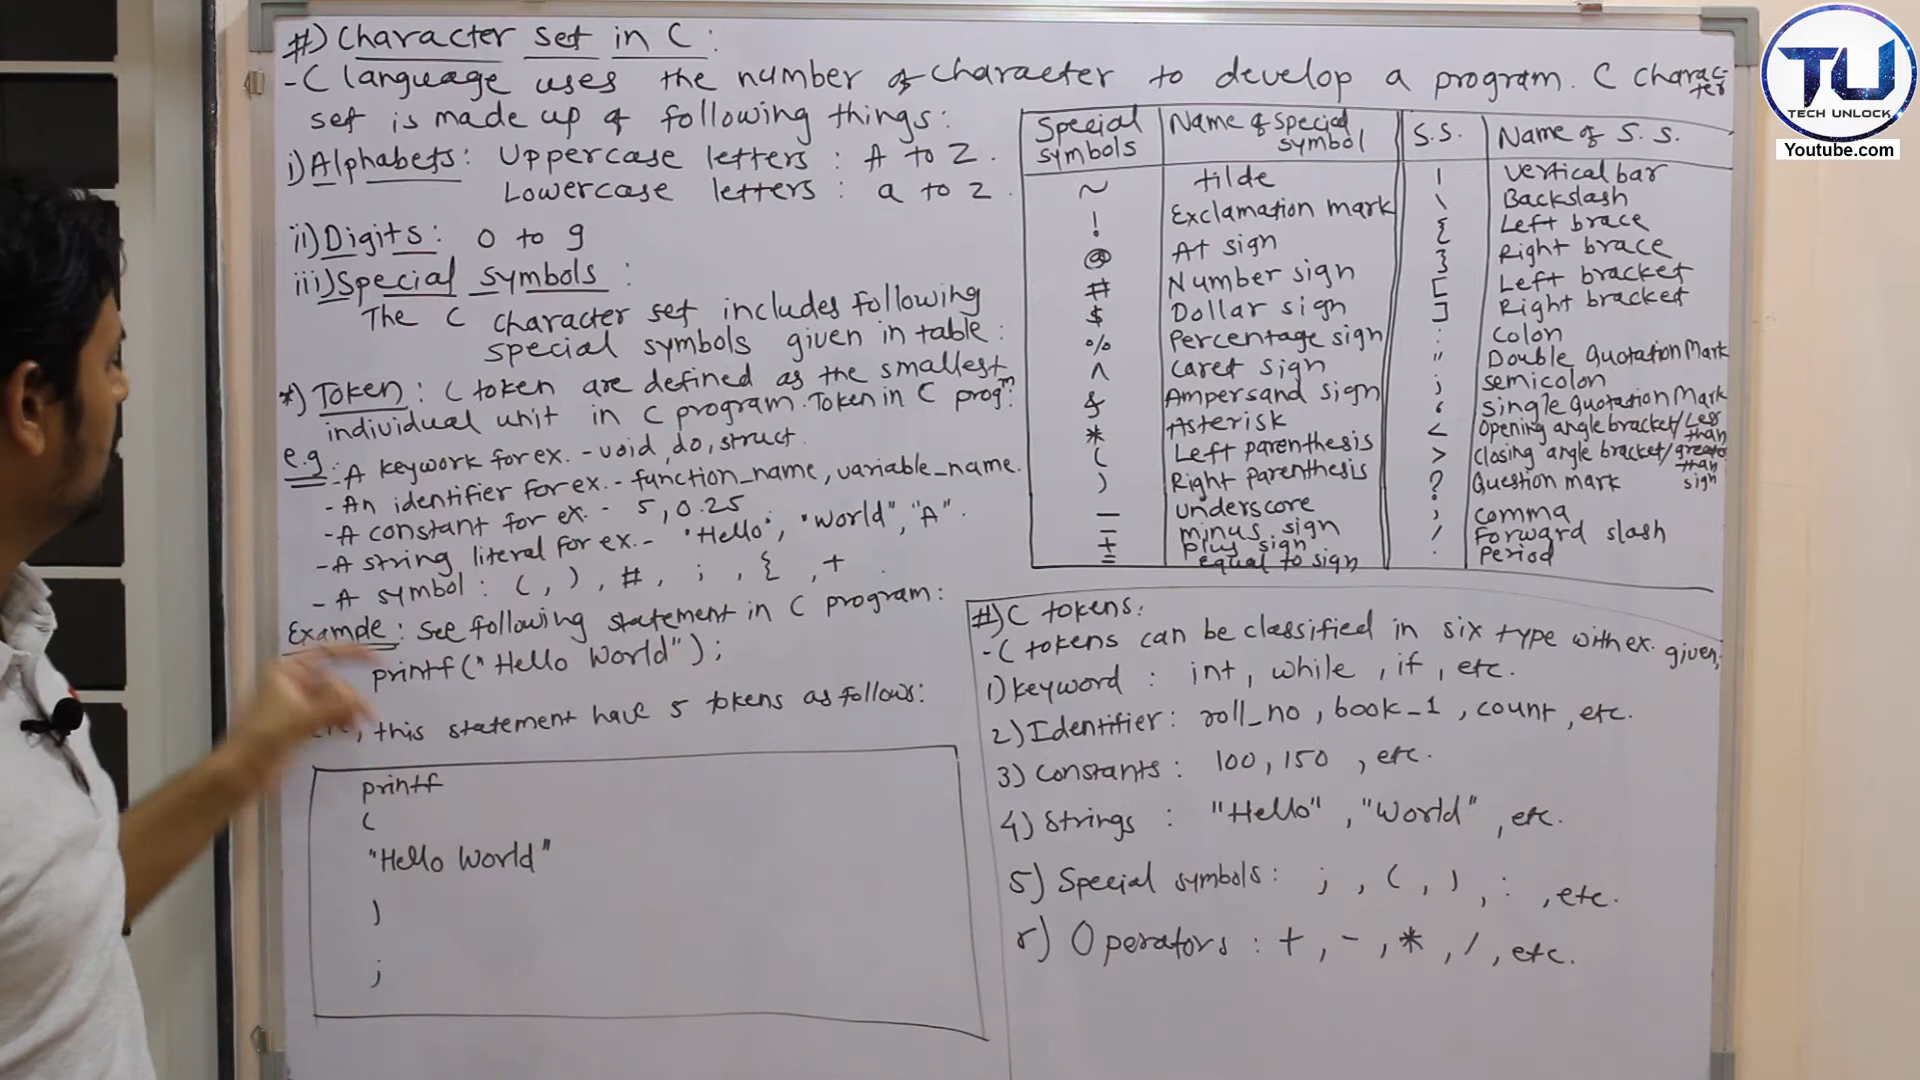 #) Character set in C :
- C language uses the number of character to develop a program. C charac-
ter
set is made up of following things:
i) Alphabets: Uppercase letters : A to Z .
Lowercase letters : a to z .
ii) Digits: 0 to 9
iii) Special symbols :
The C character set includes following
special symbols given in table:
*) Token: C token are defined as the smallest
individual unit in C program. Token in C progm:
e.g.
- A keywork for ex. - void, do, struct.
- An identifier for ex. - function_name, variable_name.
- A constant for ex. - 5, 0.25
- A string literal for ex. - "Hello", "World", "A".
- A symbol : ( , ) , # , ; , { , + .
Example: See following statement in C program:
printf("Hello World");
this statement have 5 tokens as follows:
printf
(
"Hello World"
)
;
Special symbols | Name of special symbol | S.S. | Name of S.S.
~ tilde | Vertical bar
! Exclamation mark \ Backslash
@ At sign { Left brace
# Number sign } Right brace
$ Dollar sign [ Left bracket
% Percentage sign ] Right bracket
^ caret sign : Colon
& Ampersand sign " Double Quotation Mark
* Asterisk ; semicolon
( Left parenthesis ‘ Single Quotation Mark
) Right parenthesis < Opening angle bracket/Less than
_ underscore > Closing angle bracket/greater than sign
- minus sign ? Question mark
+ plus sign , comma
= equal to sign / Forward slash
. Period
#) C tokens:
- C tokens can be classified in six type with ex. given;
1) Keyword : int, while, if, etc.
2) Identifier: roll_no, book_1, count, etc.
3) Constants: 100, 150, etc.
4) Strings : "Hello", "World", etc.
5) Special symbols: ; , ( , ) , : , etc.
r) Operators : + , - , * , / , etc.
TU
TECH UNLOCK
Youtube.com